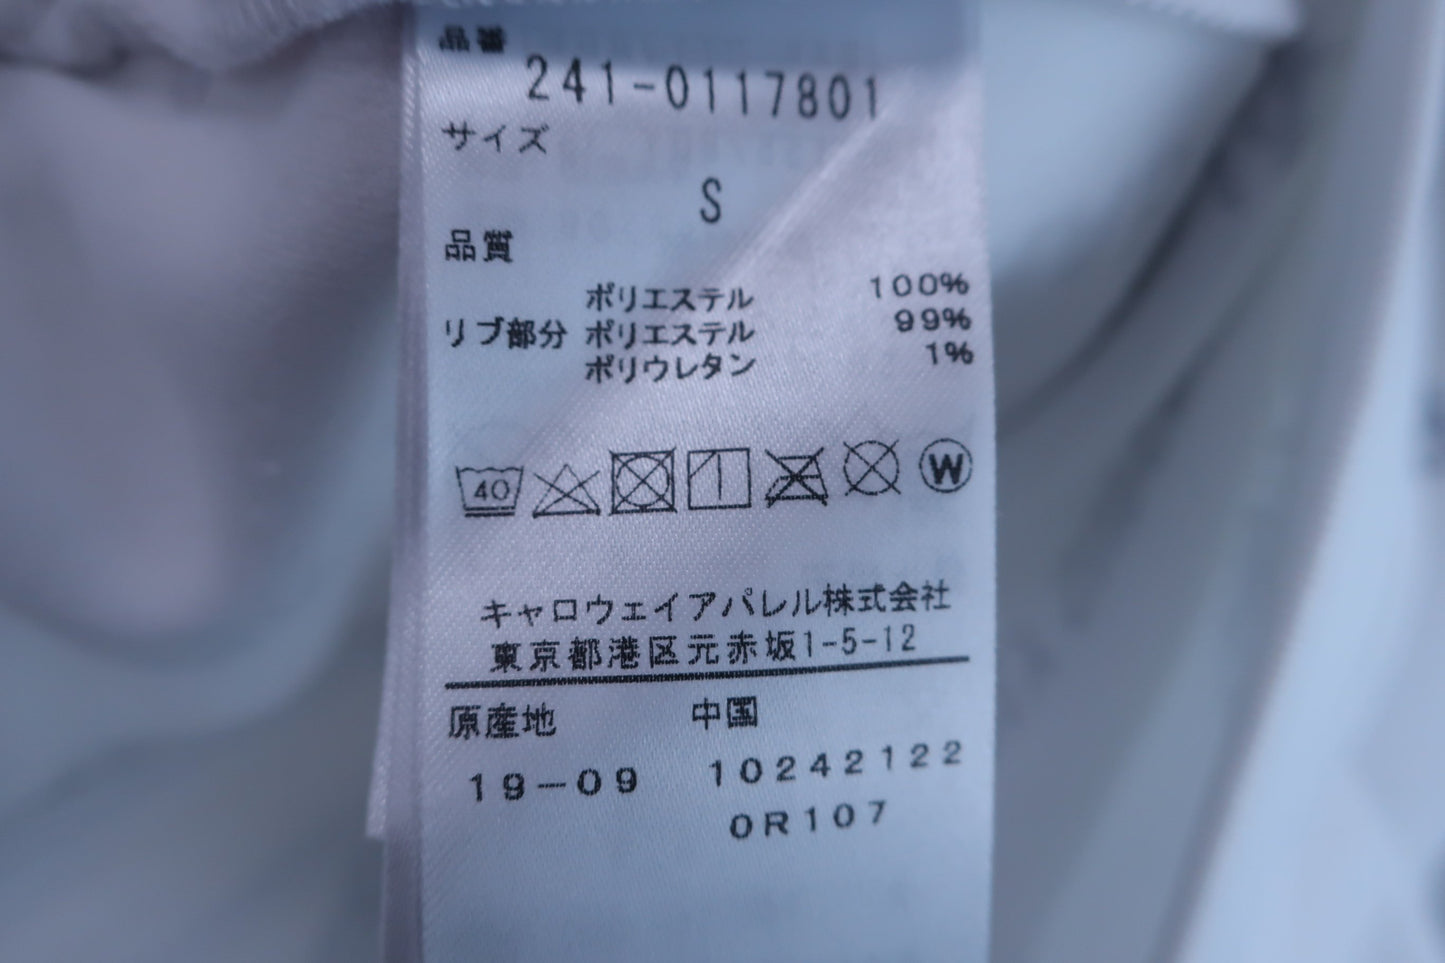 品番
241-0117801
サイズ
S
品質
ポリエステル 100%
リブ部分 ポリエステル 99%
ポリウレタン 1%
40 W
キャロウェイアパレル株式会社
東京都港区元赤坂1-5-12
原産地 中国
19-09 10242122
0R107